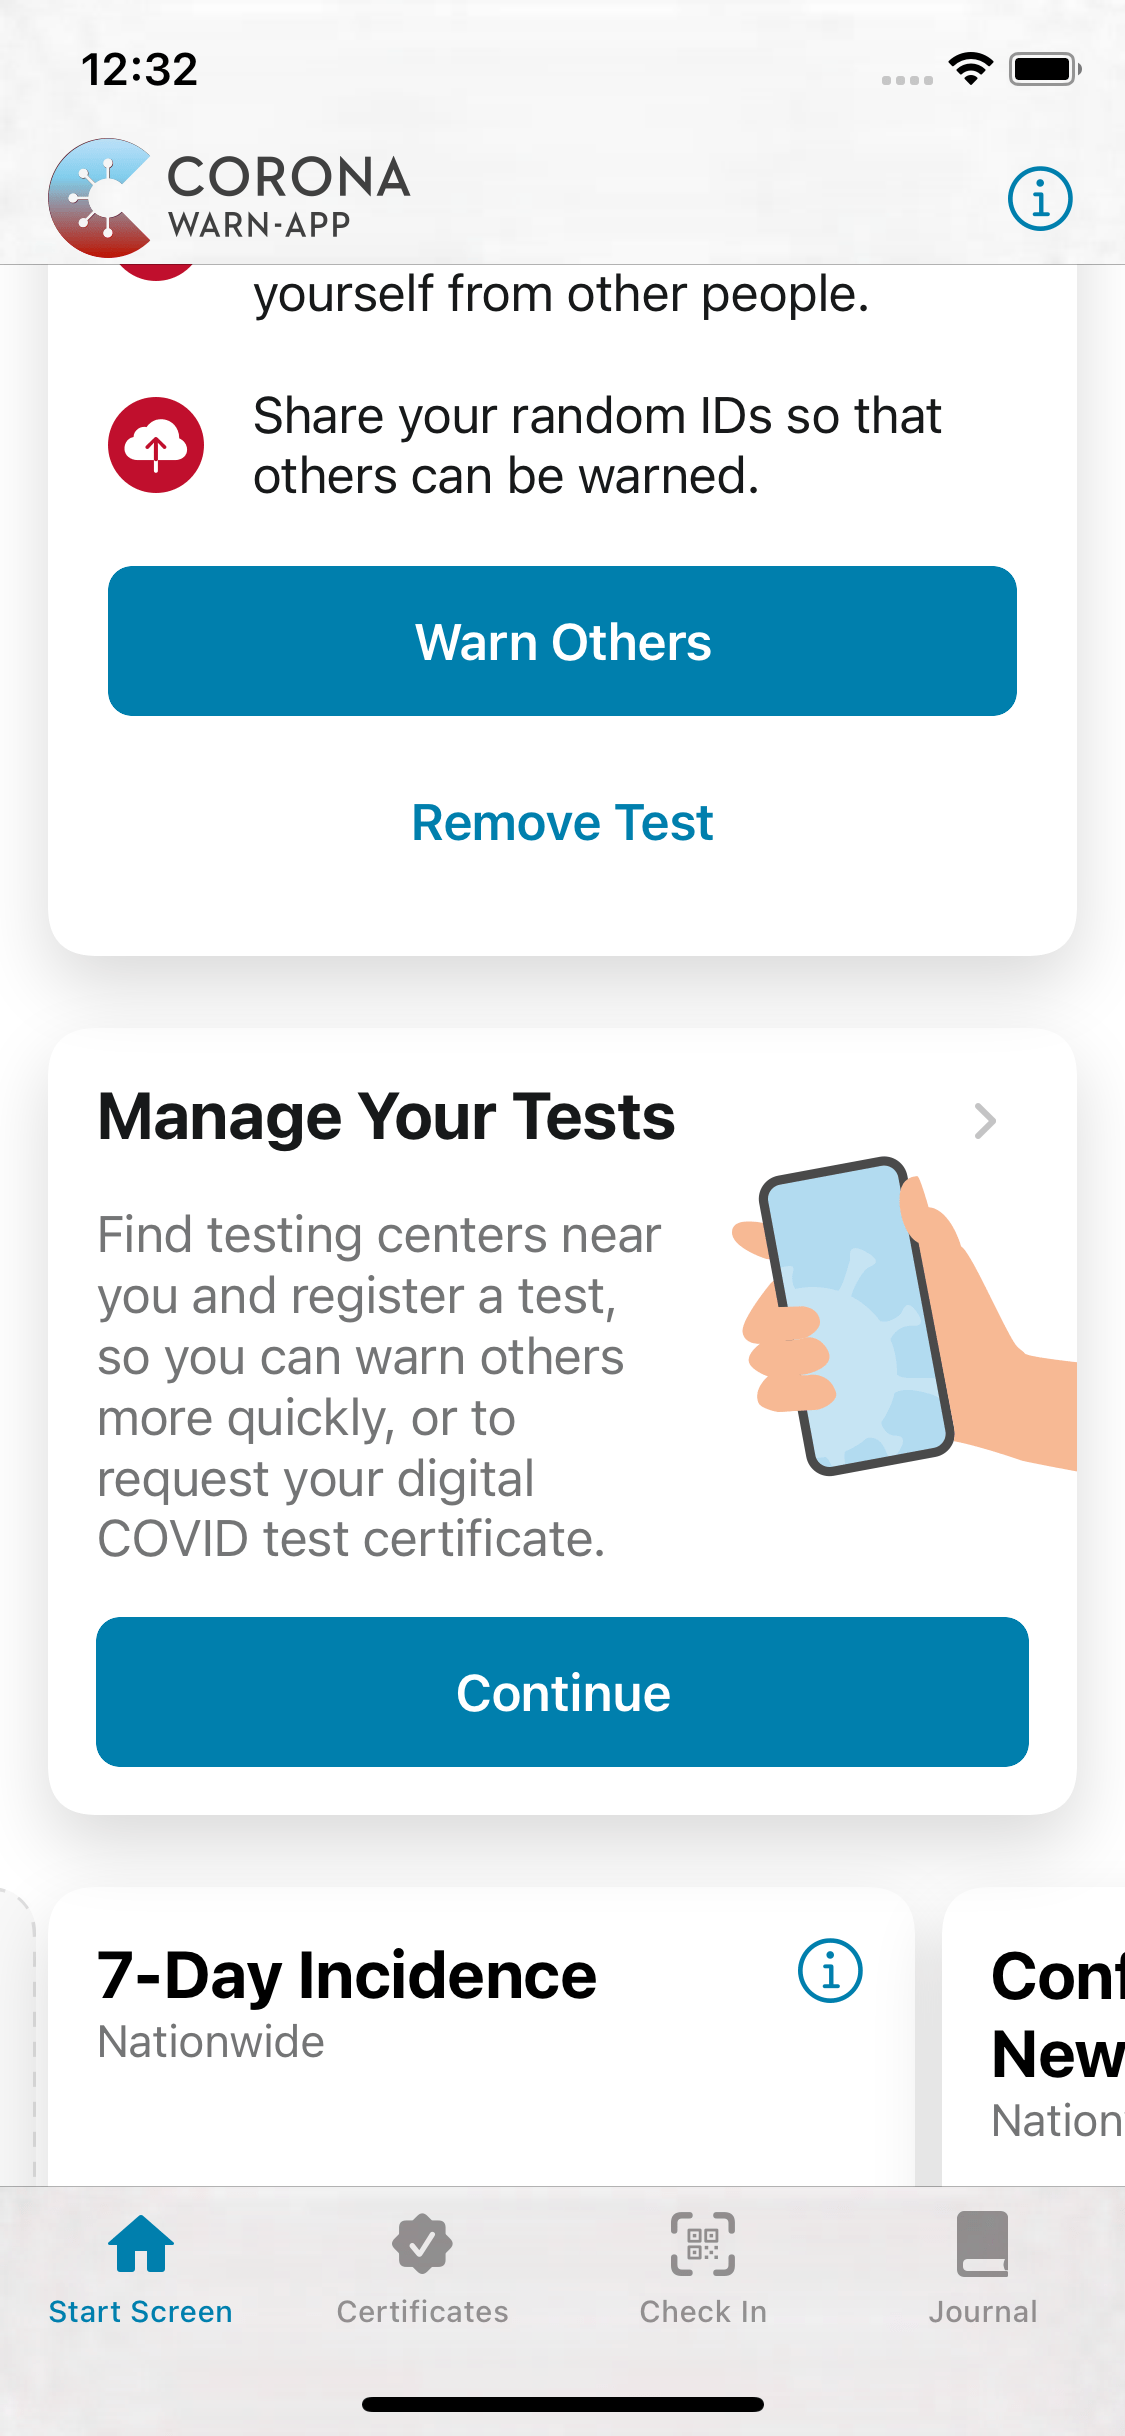 12:32
CORONA
WARN-APP
yourself from other people.
Share your random IDs so that
others can be warned.
Warn Others
Remove Test
Manage Your Tests
Find testing centers near
you and register a test,
so you can warn others
more quickly, or to
request your digital
COVID test certificate.
Continue
7-Day Incidence
Nationwide
New
Start Screen
Certificates
Check In
Journal